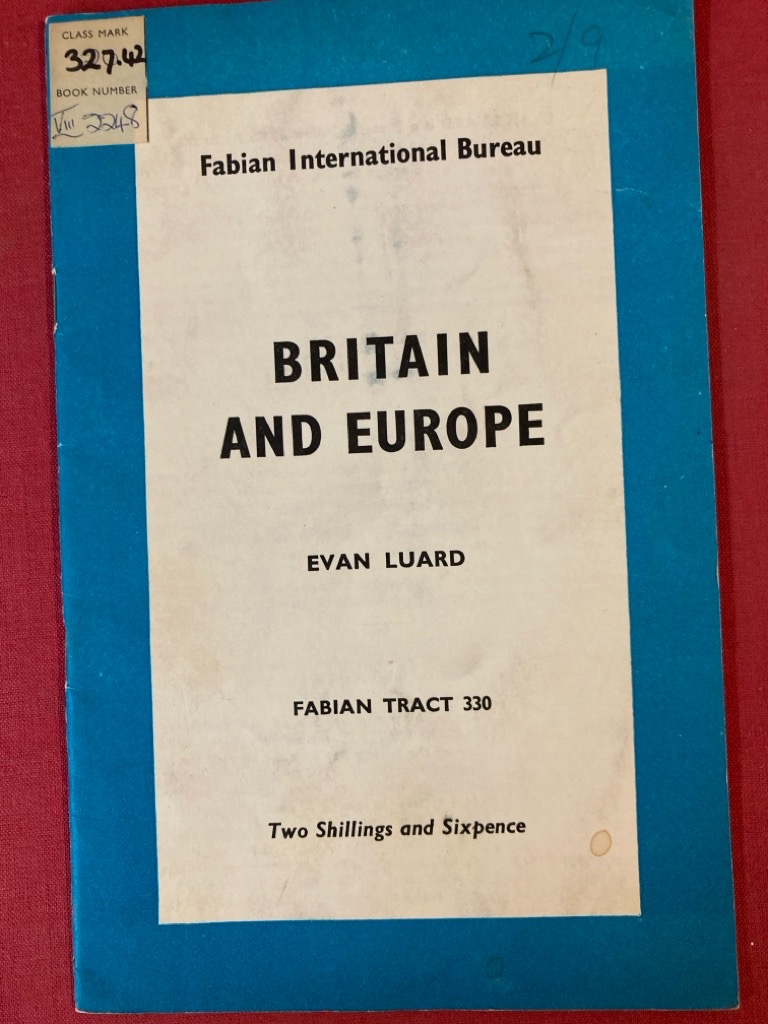 CLASS MARK
327.42
BOOK NUMBER
VIII 2248
2/9
Fabian International Bureau
BRITAIN
AND EUROPE
EVAN LUARD
FABIAN TRACT 330
Two Shillings and Sixpence